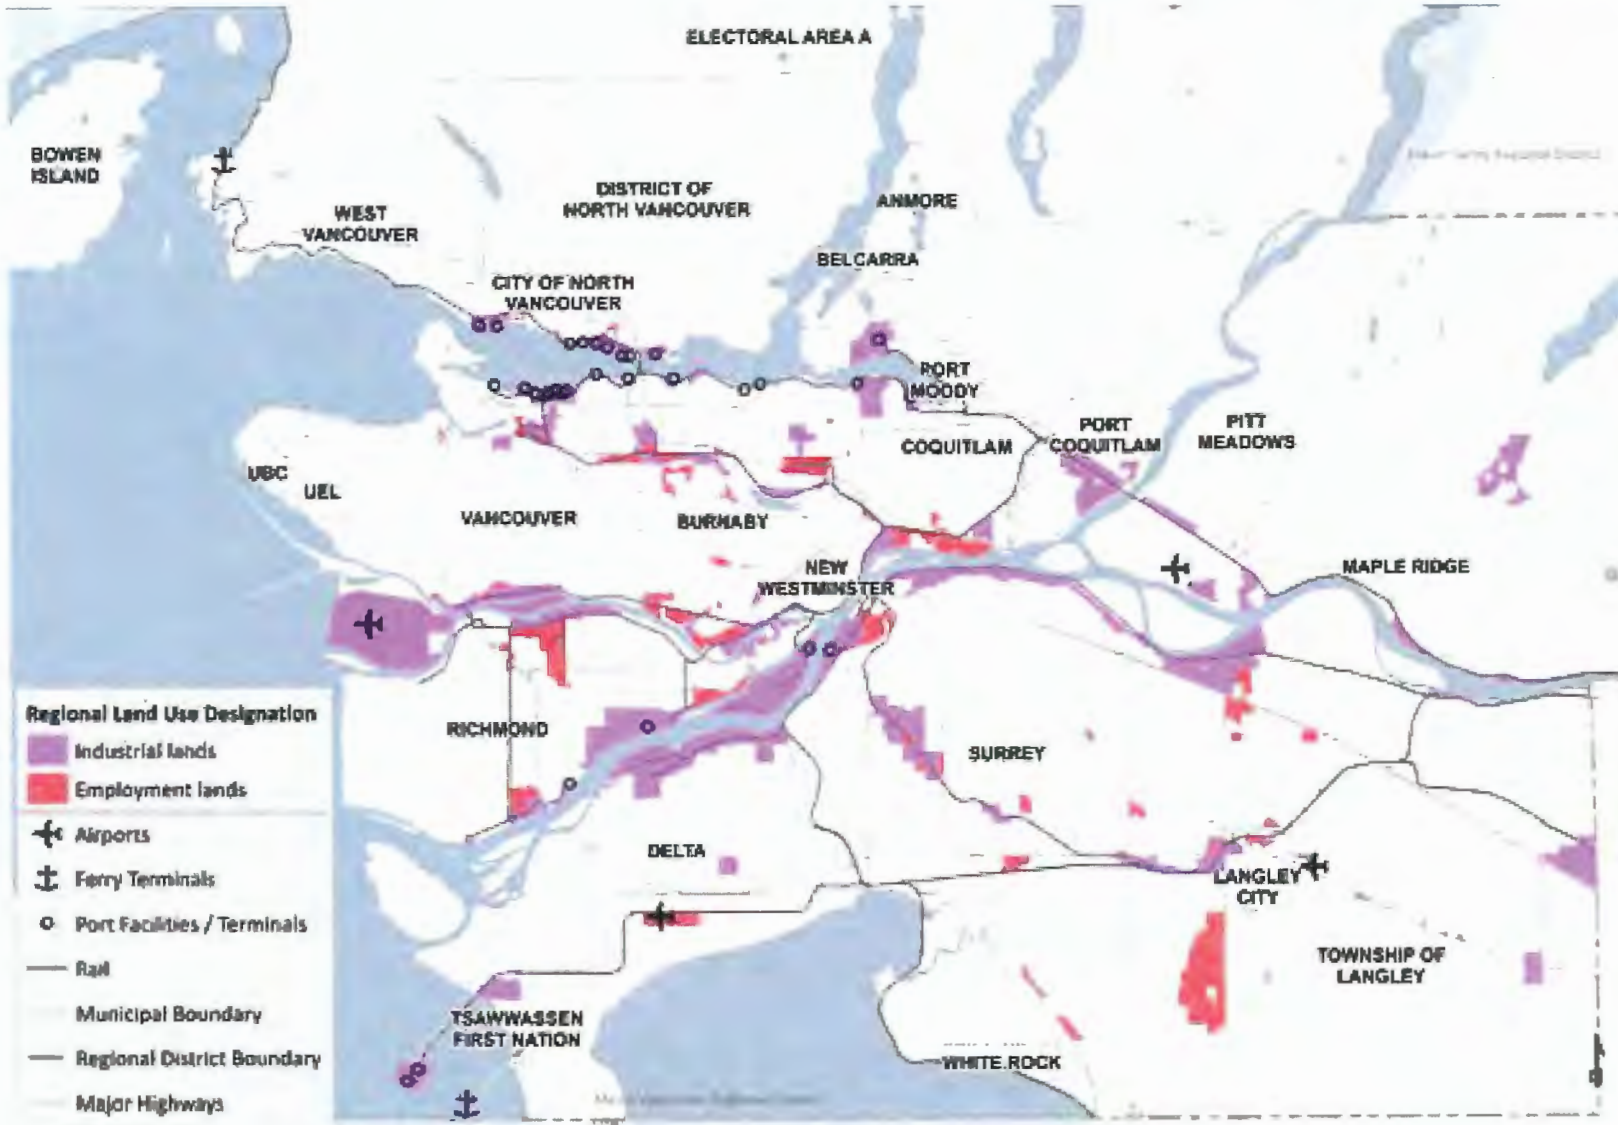 ELECTORAL AREA A
BOWEN
ISLAND
DISTRICT OF
NORTH VANCOUVER
ANMORE
WEST
VANCOUVER
BELCARRA
CITY OF NORTH
VANCOUVER
PORT
MOODY
PORT
COQUITLAM
PITT
MEADOWS
COQUITLAM
UBC
UEL
VANCOUVER
BURNABY
NEW
WESTMINSTER
MAPLE RIDGE
RICHMOND
SURREY
DELTA
LANGLEY
CITY
TOWNSHIP OF
LANGLEY
TSAWWASSEN
FIRST NATION
WHITE ROCK
Regional Land Use Designation
Industrial lands
Employment lands
Airports
Ferry Terminals
Port Facilities / Terminals
Rail
Municipal Boundary
Regional District Boundary
Major Highways